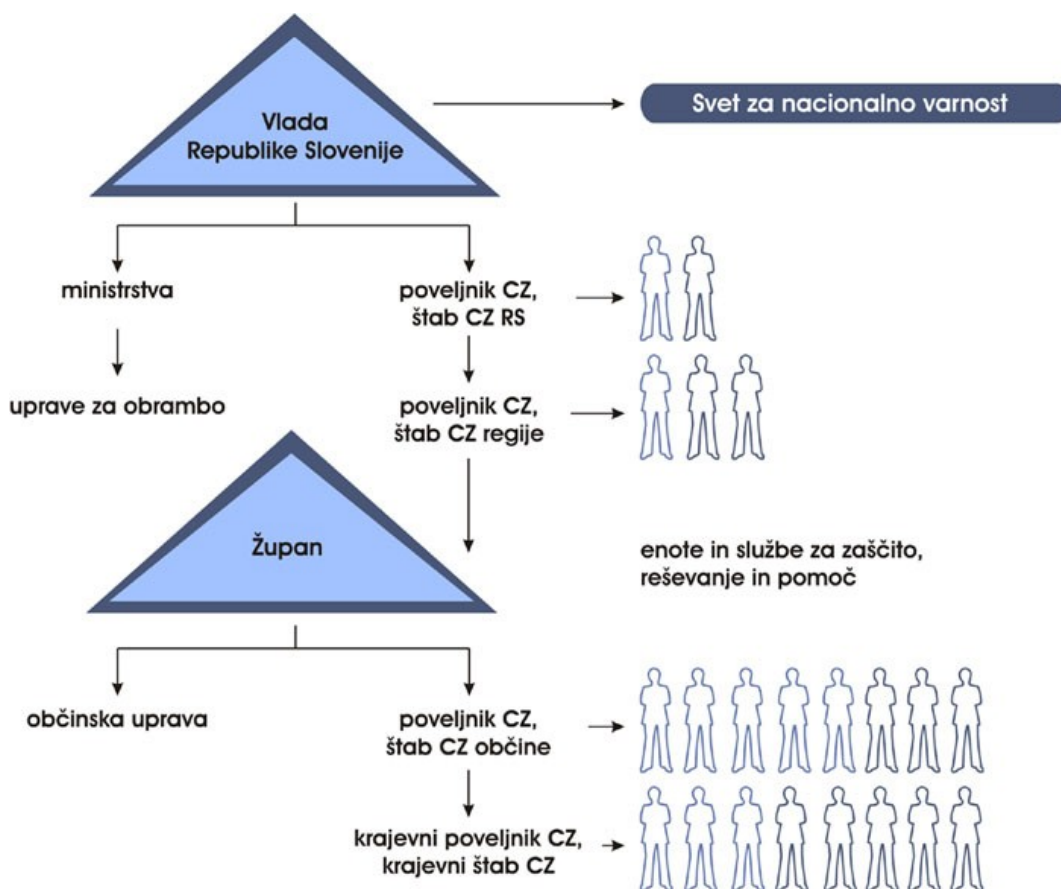 Vlada
Republike Slovenije
Svet za nacionalno varnost
ministrstva
poveljnik CZ,
štab CZ RS
uprave za obrambo
poveljnik CZ,
štab CZ regije
Župan
enote in službe za zaščito,
reševanje in pomoč
občinska uprava
poveljnik CZ,
štab CZ občine
krajevni poveljnik CZ,
krajevni štab CZ